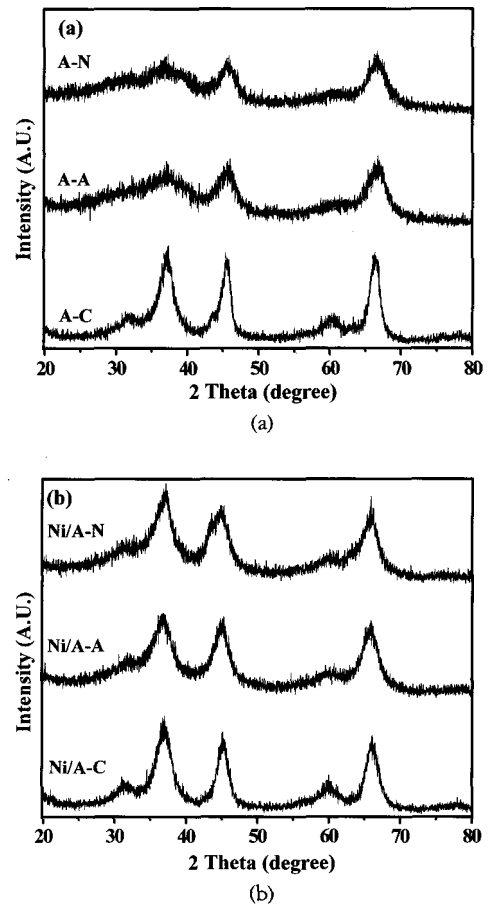 (a)
A-N
A-A
A-C
Intensity (A.U.)
20 30 40 50 60 70 80
2 Theta (degree)
(a)
(b)
Ni/A-N
Ni/A-A
Ni/A-C
Intensity (A.U.)
20 30 40 50 60 70 80
2 Theta (degree)
(b)